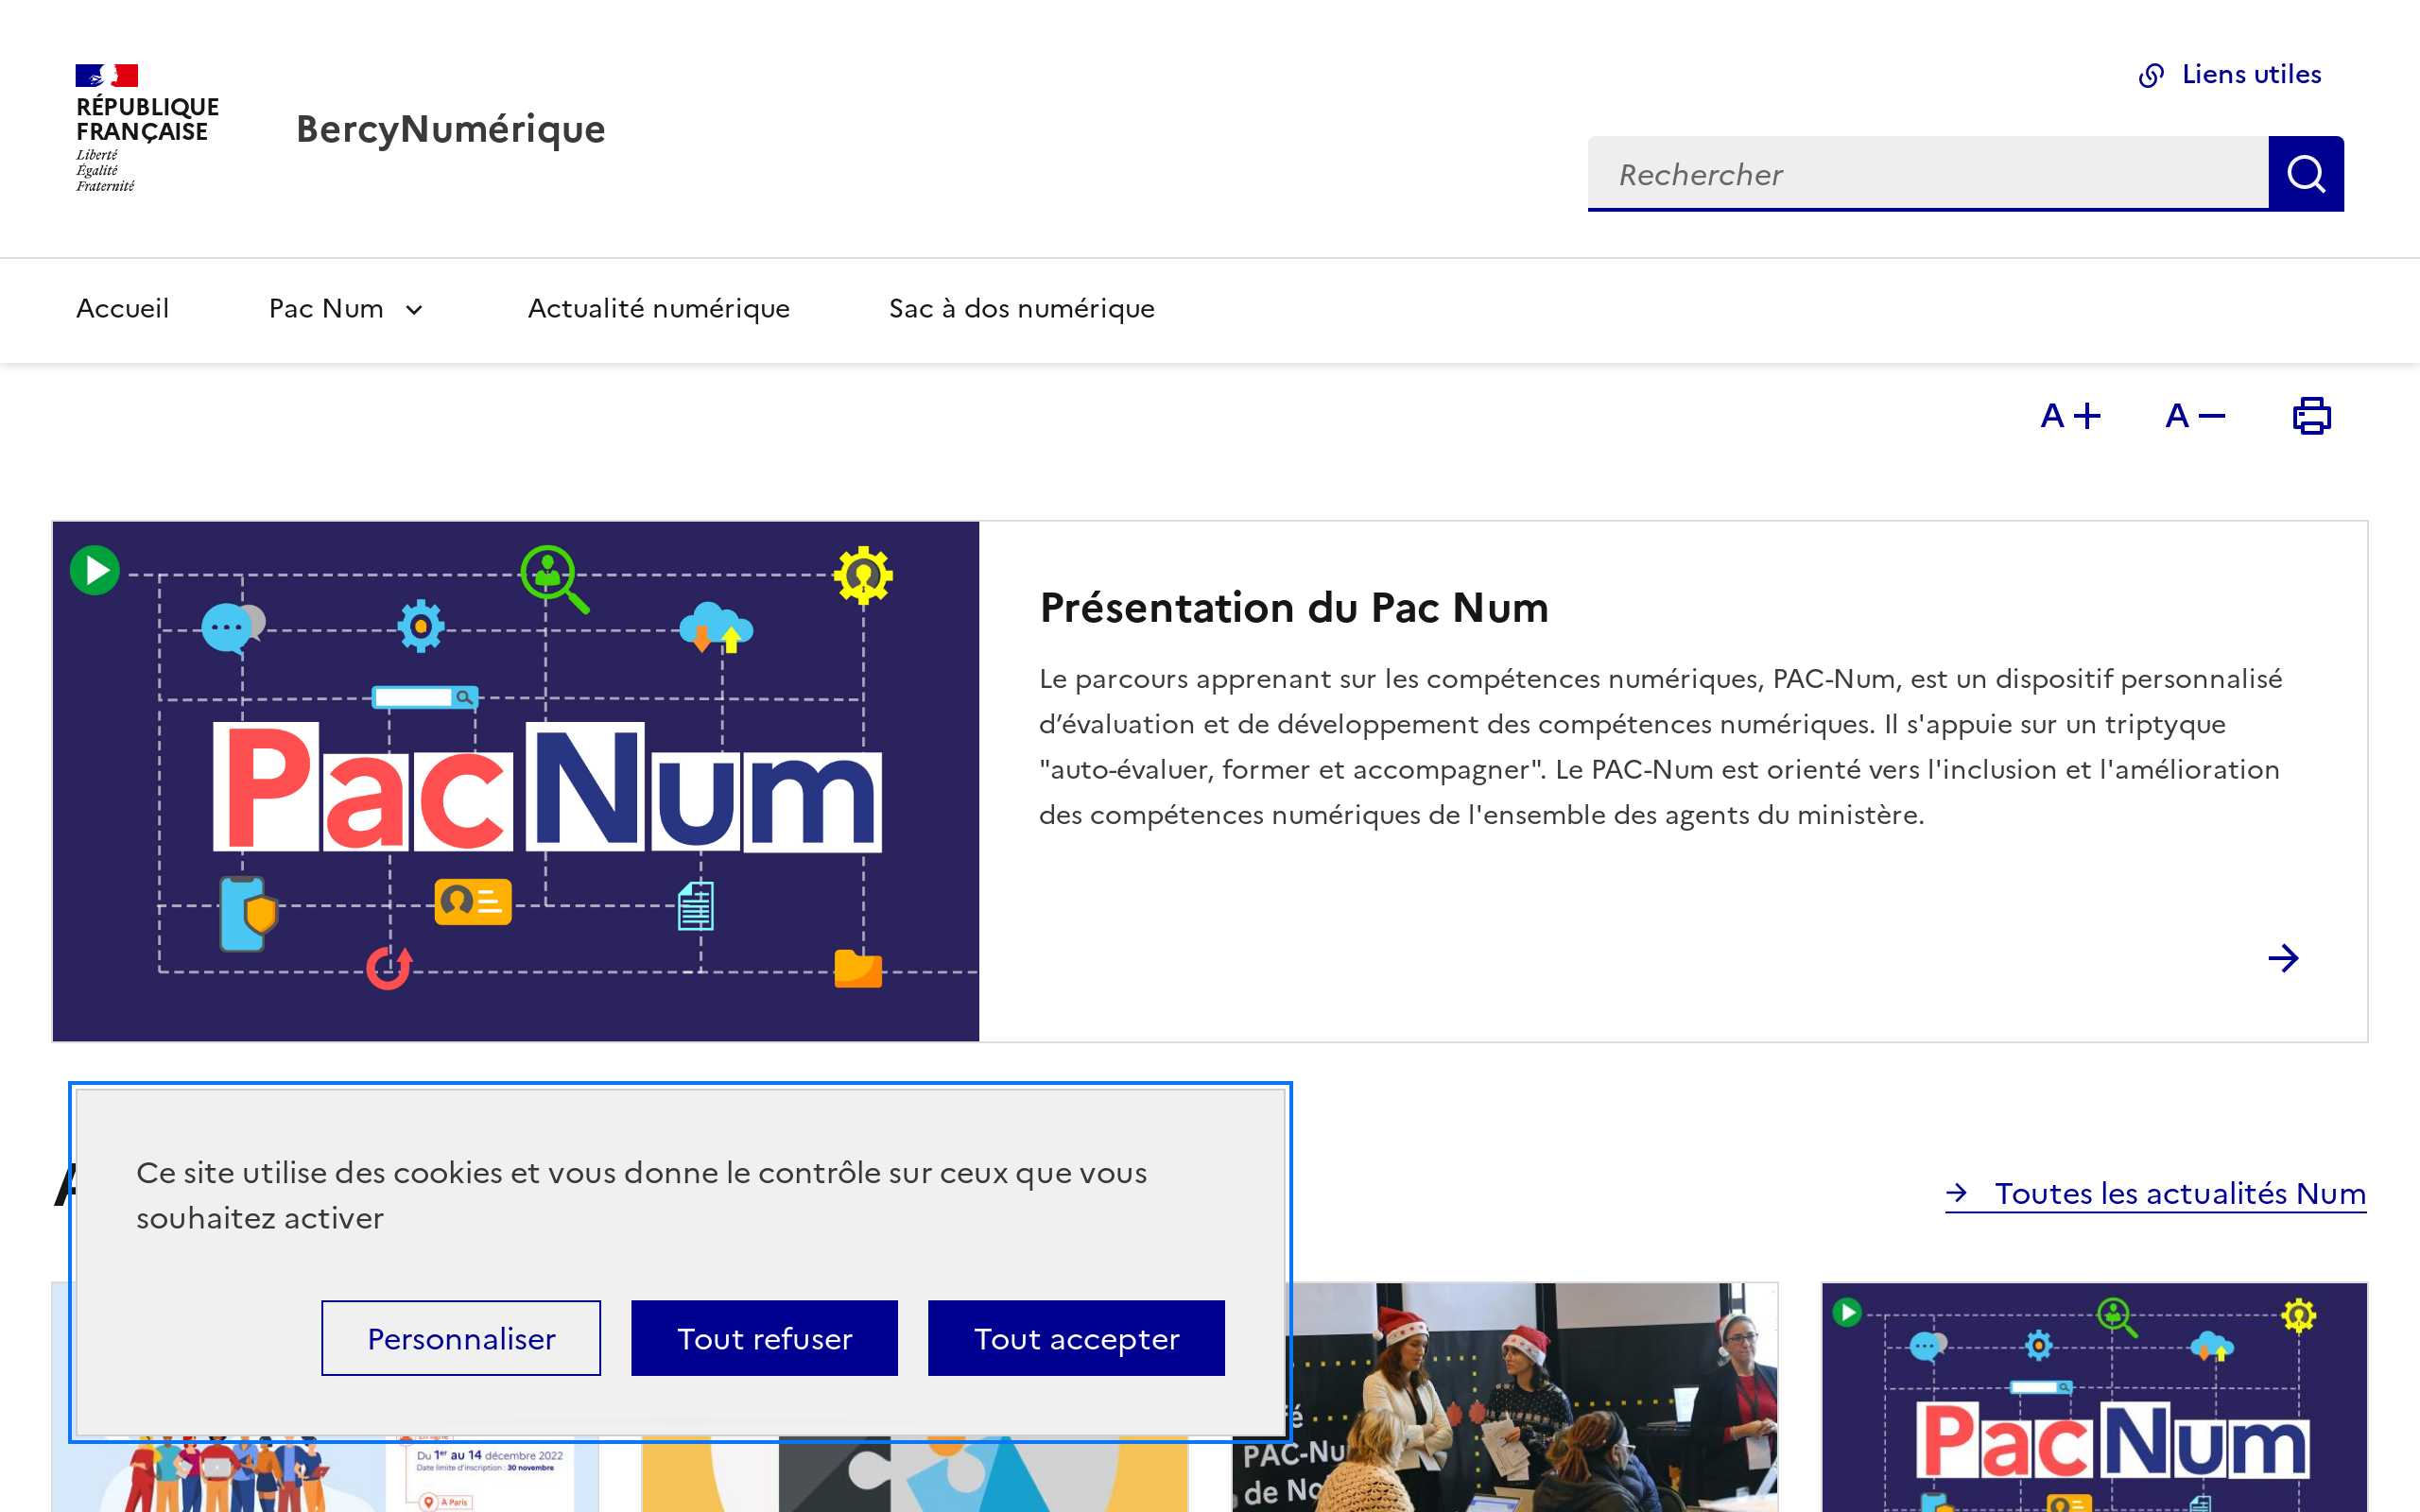 RÉPUBLIQUE
FRANÇAISE
Liberté
Égalité
Fraternité
BercyNumérique
Liens utiles
Rechercher
Accueil
Pac Num
Actualité numérique
Sac à dos numérique
A+
A−
Pac Num
Présentation du Pac Num
Le parcours apprenant sur les compétences numériques, PAC-Num, est un dispositif personnalisé
d’évaluation et de développement des compétences numériques. Il s'appuie sur un triptyque
"auto-évaluer, former et accompagner". Le PAC-Num est orienté vers l'inclusion et l'amélioration
des compétences numériques de l'ensemble des agents du ministère.
Ce site utilise des cookies et vous donne le contrôle sur ceux que vous
souhaitez activer
Personnaliser
Tout refuser
Tout accepter
Toutes les actualités Num
Du 1er au 14 décembre 2022
Date limite d'inscription : 30 novembre
À Paris
Pac Num